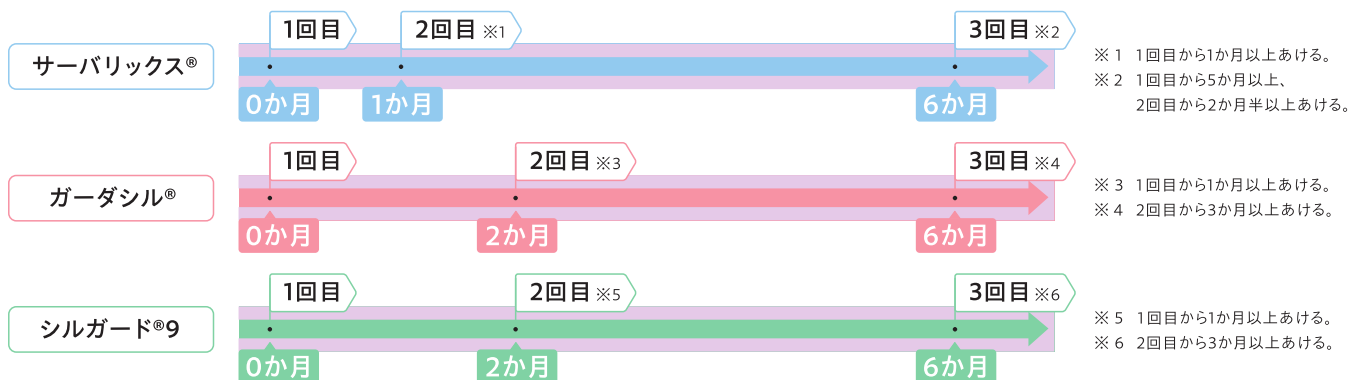 1回目
2回目 ※1
3回目 ※2
サーバリックス®
0か月
1か月
6か月
※1 1回目から1か月以上あける。
※2 1回目から5か月以上、
2回目から2か月半以上あける。
1回目
2回目 ※3
3回目 ※4
ガーダシル®
0か月
2か月
6か月
※3 1回目から1か月以上あける。
※4 2回目から3か月以上あける。
1回目
2回目 ※5
3回目 ※6
シルガード®9
0か月
2か月
6か月
※5 1回目から1か月以上あける。
※6 2回目から3か月以上あける。